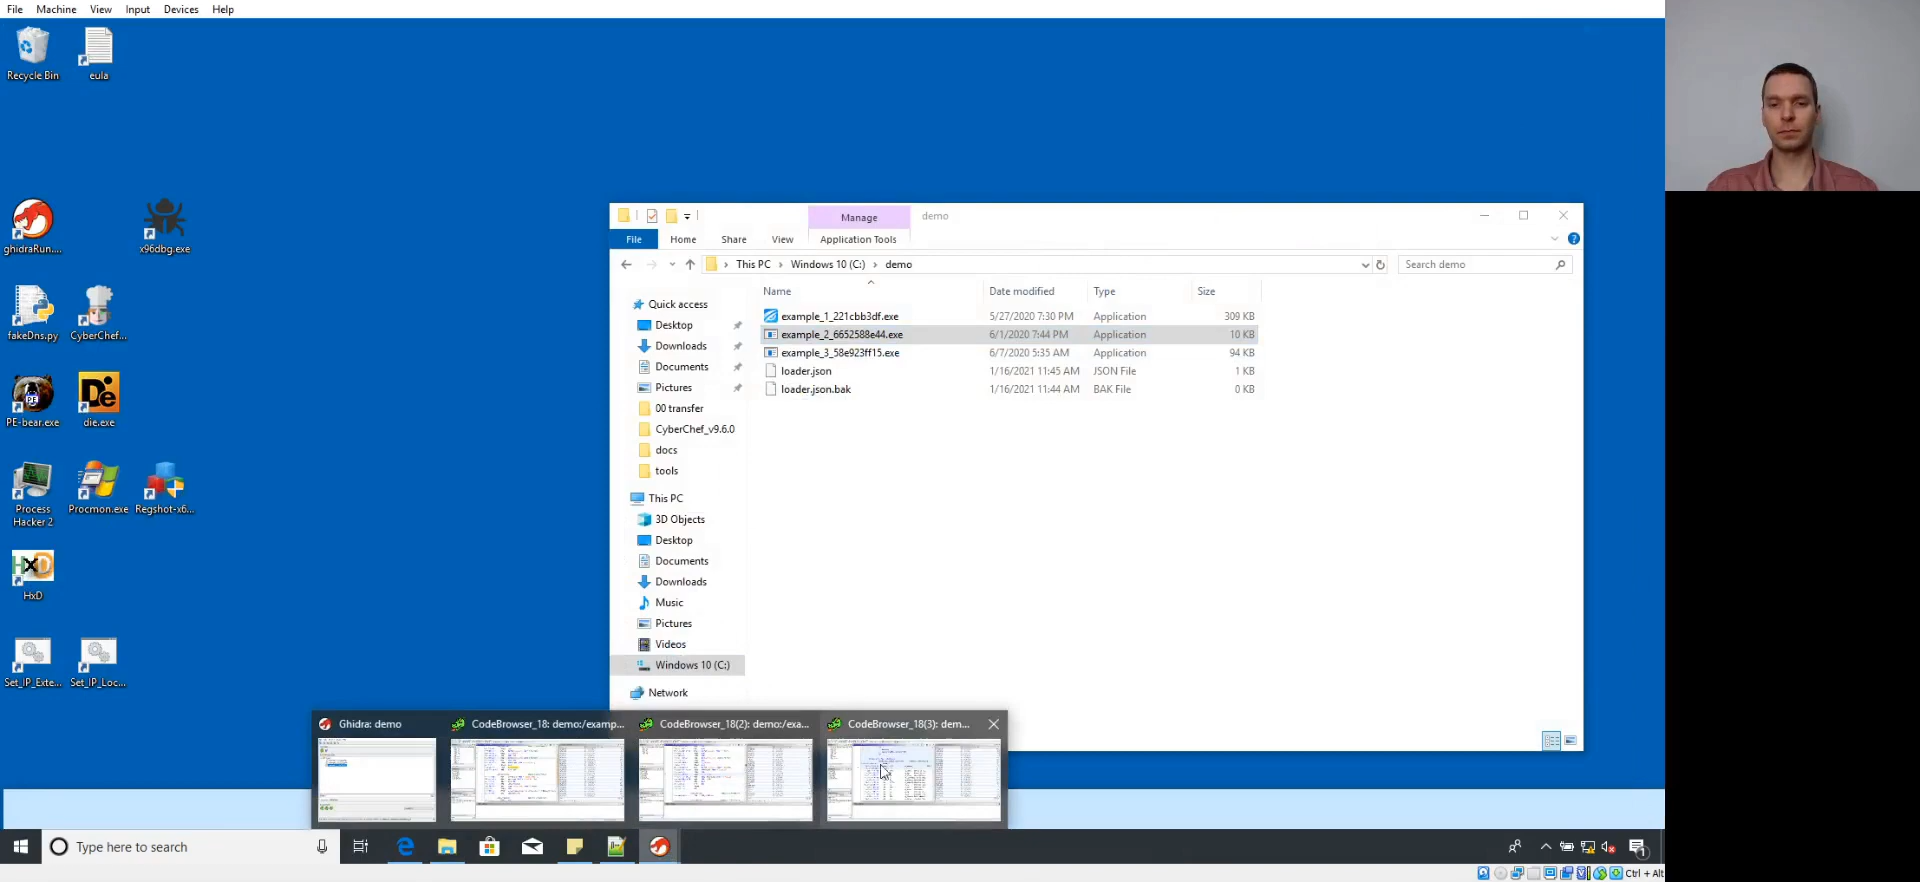 File Machine View Input Devices Help
Recycle Bin
eula
ghidraRun....
x96dbg.exe
fakeDns.py
CyberChef...
PE-bear.exe
die.exe
Process Hacker 2
Procmon.exe
Regshot-x6...
HxD
Set_IP_Exte...
Set_IP_Loc...
Manage demo
File Home Share View Application Tools
This PC › Windows 10 (C:) › demo
Search demo
Name Date modified Type Size
example_1_221cbb3df.exe 5/27/2020 7:30 PM Application 309 KB
example_2_6652588e44.exe 6/1/2020 7:44 PM Application 10 KB
example_3_58e923ff15.exe 6/7/2020 5:35 AM Application 94 KB
loader.json 1/16/2021 11:45 AM JSON File 1 KB
loader.json.bak 1/16/2021 11:44 AM BAK File 0 KB
Quick access
Desktop
Downloads
Documents
Pictures
00 transfer
CyberChef_v9.6.0
docs
tools
This PC
3D Objects
Desktop
Documents
Downloads
Music
Pictures
Videos
Windows 10 (C:)
Network
Ghidra: demo
CodeBrowser_18: demo:/examp...
CodeBrowser_18(2): demo:/exa...
CodeBrowser_18(3): dem...
Type here to search
1
Ctrl + Alt